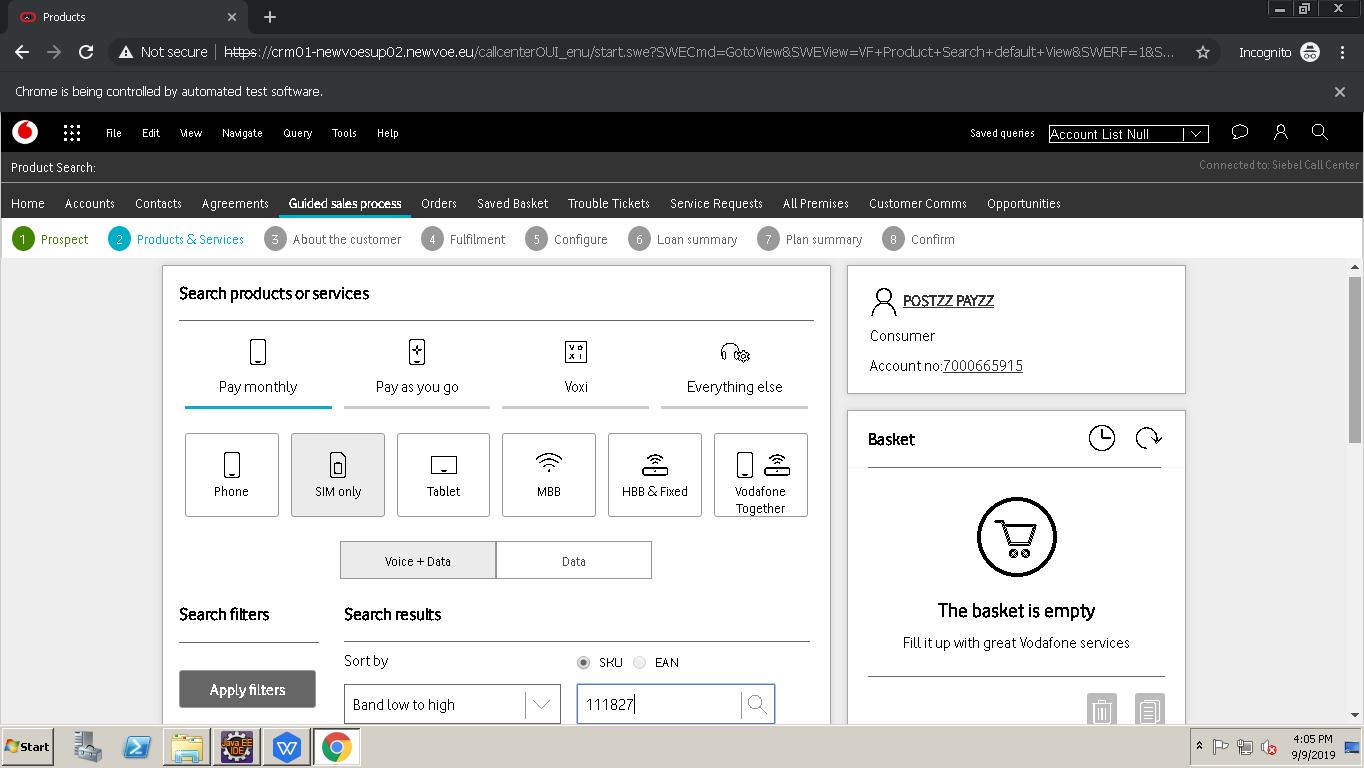 Products
Not secure https://crm01-newvoesup02.newvoe.eu/callcenterOUI_enu/start.swe?SWECmd=GotoView&SWEView=VF+Product+Search+default+View&SWERF=1&S... Incognito
Chrome is being controlled by automated test software.
File Edit View Navigate Query Tools Help Saved queries Account List Null
Product Search: Connected to: Siebel Call Center
Home Accounts Contacts Agreements Guided sales process Orders Saved Basket Trouble Tickets Service Requests All Premises Customer Comms Opportunities
1 Prospect 2 Products & Services 3 About the customer 4 Fulfilment 5 Configure 6 Loan summary 7 Plan summary 8 Confirm
Search products or services
Pay monthly Pay as you go Voxi Everything else
Phone SIM only Tablet MBB HBB & Fixed Vodafone Together
Voice + Data Data
Search filters Search results
Sort by SKU EAN
Apply filters Band low to high 111827
POSTZZ PAYZZ
Consumer
Account no:7000665915
Basket
The basket is empty
Fill it up with great Vodafone services
Start Java EE IDE W 4:05 PM
9/9/2019